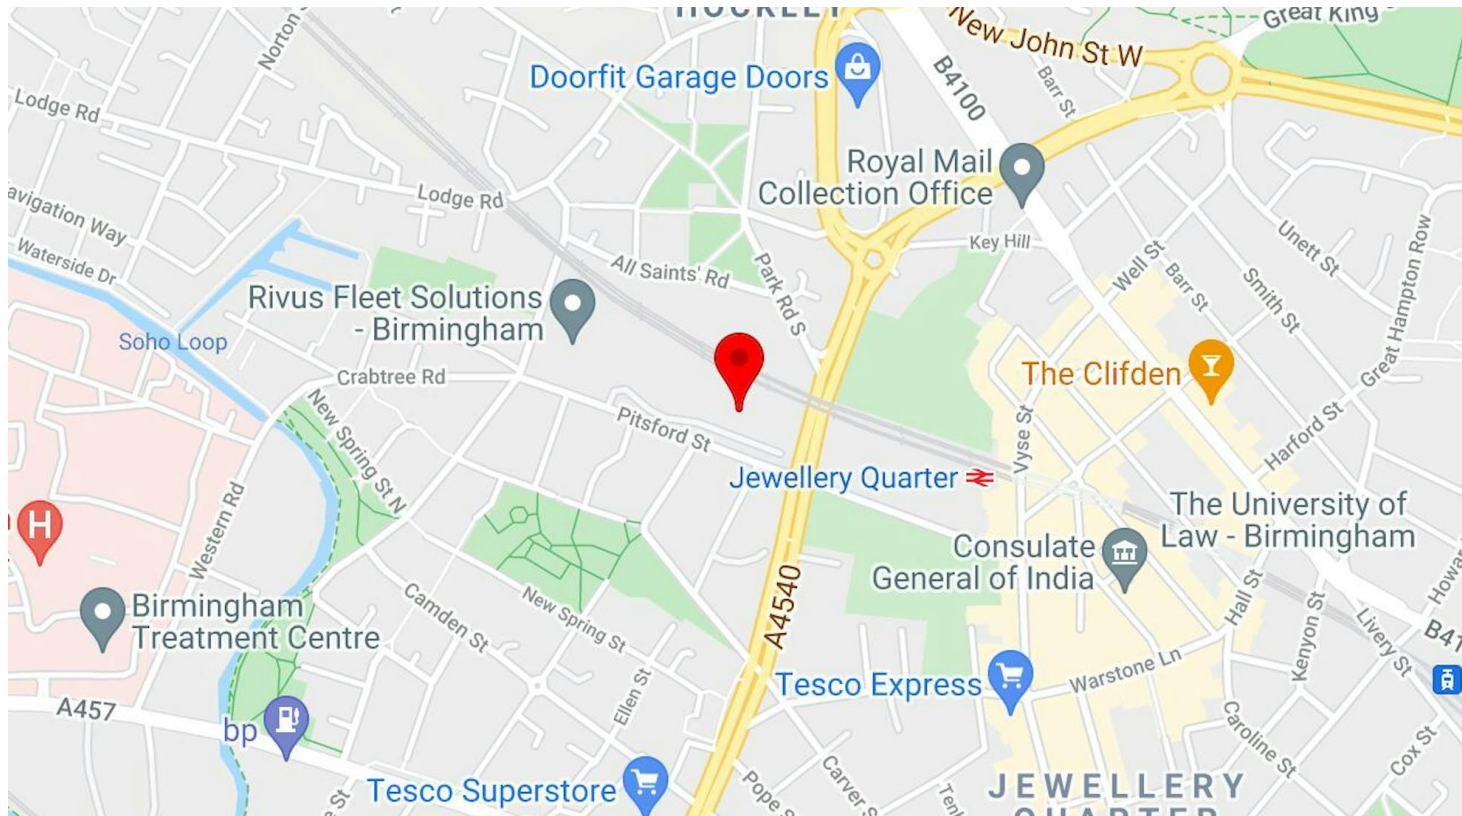 HOCKLEY
Great King
Norton
New John St W
Doorfit Garage Doors
B4100
Barr St
Lodge Rd
Royal Mail
Collection Office
Lodge Rd
Navigation Way
Key Hill
Unett St
Waterside Dr
All Saints' Rd
Park Rd S
Well St
Barr St
Smith St
Great Hampton Row
Rivus Fleet Solutions
- Birmingham
Soho Loop
Crabtree Rd
The Clifden
New Spring St N
Pitsford St
Vyse St
Harford St
Jewellery Quarter
H
Western Rd
The University of
Law - Birmingham
Consulate
General of India
A4540
Birmingham
Treatment Centre
Camden St
New Spring St
Hall St
Kenyon St
Livery St
Howar
B41
Tesco Express
Warstone Ln
Ellen St
A457
bp
Caroline St
Cox St
Tesco Superstore
St
Pope S
Carver S
Ten
JEWELLERY
QUARTER